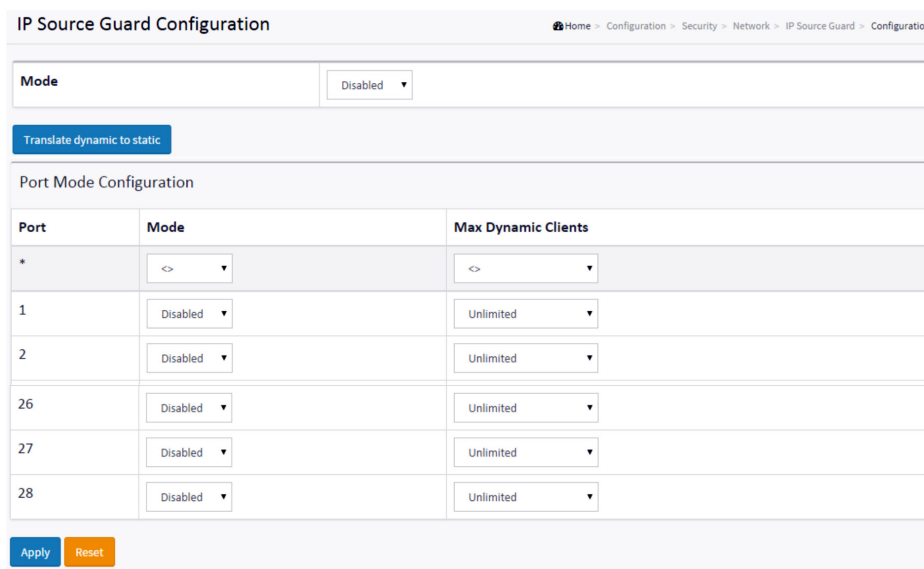 IP Source Guard Configuration
Home > Configuration > Security > Network > IP Source Guard > Configuratio
Mode Disabled
Translate dynamic to static
Port Mode Configuration
Port Mode Max Dynamic Clients
* <> <>
1 Disabled Unlimited
2 Disabled Unlimited
26 Disabled Unlimited
27 Disabled Unlimited
28 Disabled Unlimited
Apply Reset